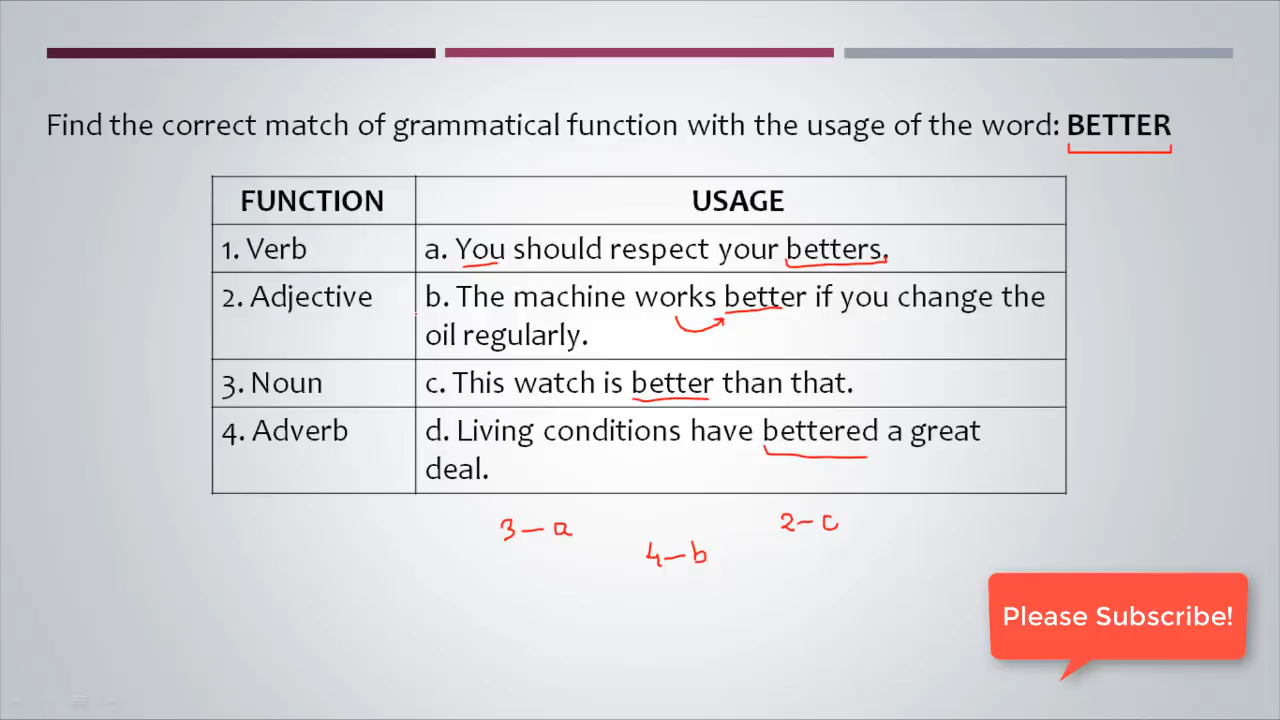 Find the correct match of grammatical function with the usage of the word: BETTER
FUNCTION USAGE
1. Verb a. You should respect your betters.
2. Adjective b. The machine works better if you change the
oil regularly.
3. Noun c. This watch is better than that.
4. Adverb d. Living conditions have bettered a great
deal.
3-a 2-c
4-b
Please Subscribe!